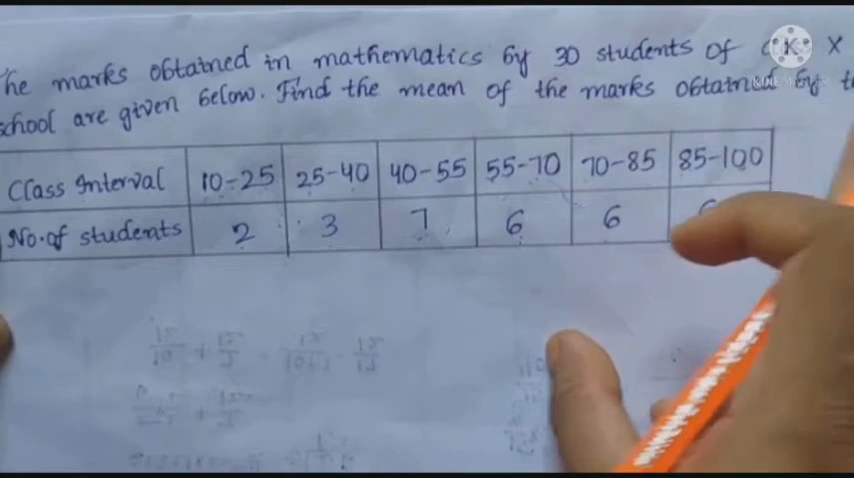 The marks obtained in mathematics by 30 students of X
school are given below. Find the mean of the marks obtained by
Class Interval 10-25 25-40 40-55 55-70 70-85 85-100
No. of students 2 3 7 6 6